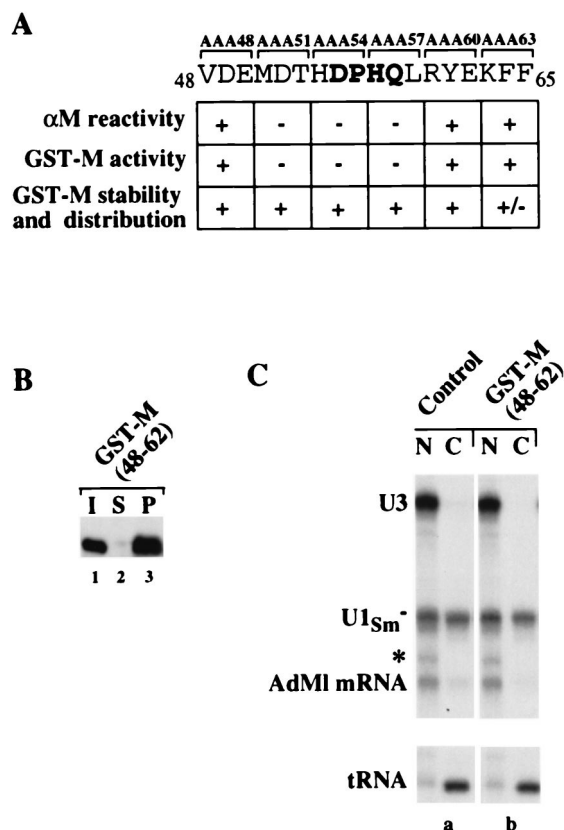 A
AAA48 AAA51 AAA54 AAA57 AAA60 AAA63
48 VDEMDTHDPHQLRYEKFF 65
αM reactivity + - - - + +
GST-M activity + - - - + +
GST-M stability and distribution + + + + + +/-
B
GST-M (48-62)
I S P
1 2 3
C
Control GST-M (48-62)
N C N C
U3
U1Sm-
*
AdMl mRNA
tRNA
a b